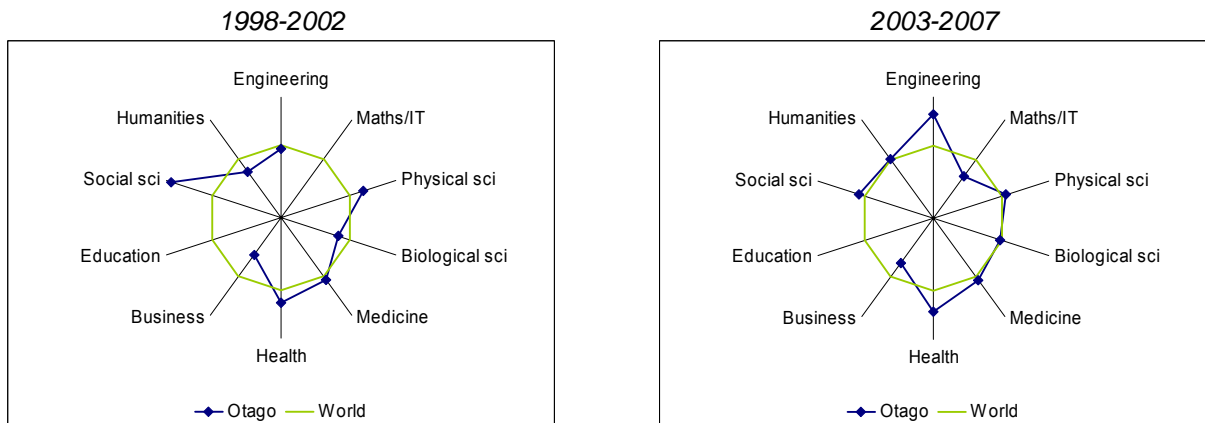 1998-2002
Engineering
Humanities
Maths/IT
Social sci
Physical sci
Education
Biological sci
Business
Medicine
Health
Otago
World
2003-2007
Engineering
Humanities
Maths/IT
Social sci
Physical sci
Education
Biological sci
Business
Medicine
Health
Otago
World